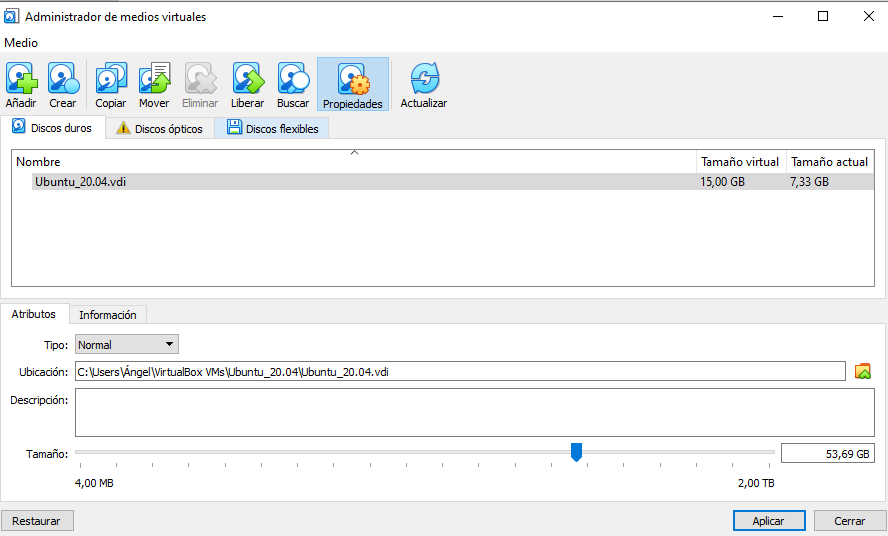 Administrador de medios virtuales
Medio
Añadir Crear Copiar Mover Eliminar Liberar Buscar Propiedades Actualizar
Discos duros Discos ópticos Discos flexibles
Nombre Tamaño virtual Tamaño actual
Ubuntu_20.04.vdi 15,00 GB 7,33 GB
Atributos Información
Tipo: Normal
Ubicación: C:\Users\Ángel\VirtualBox VMs\Ubuntu_20.04\Ubuntu_20.04.vdi
Descripción:
Tamaño: 53,69 GB
4,00 MB 2,00 TB
Restaurar Aplicar Cerrar